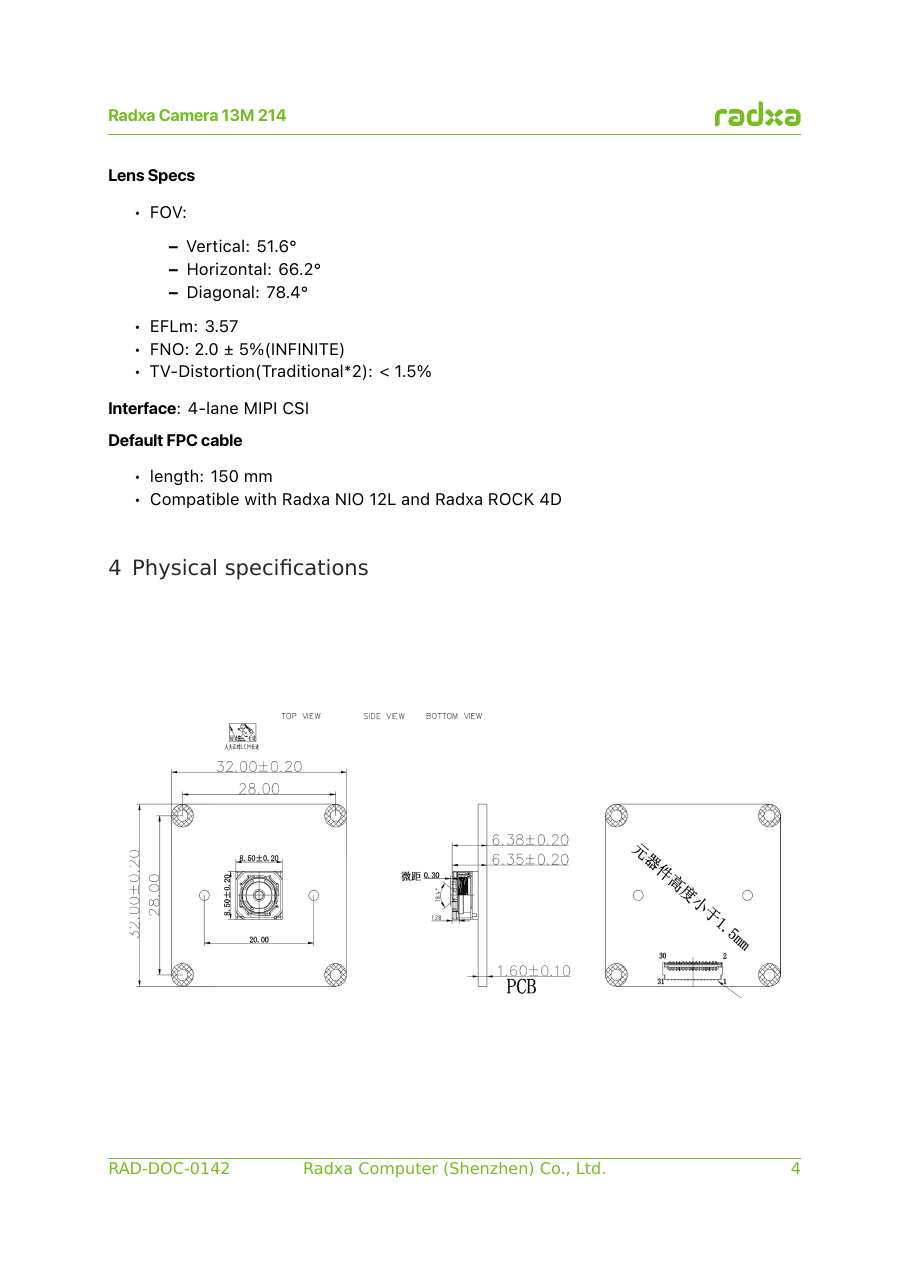 Radxa Camera 13M 214
radxa
Lens Specs
• FOV:
– Vertical: 51.6°
– Horizontal: 66.2°
– Diagonal: 78.4°
• EFLm: 3.57
• FNO: 2.0 ± 5%(INFINITE)
• TV-Distortion(Traditional*2): < 1.5%
Interface: 4-lane MIPI CSI
Default FPC cable
• length: 150 mm
• Compatible with Radxa NIO 12L and Radxa ROCK 4D
4 Physical specifications
TOP VIEW
SIDE VIEW
BOTTOM VIEW
32.00±0.20
28.00
32.00±0.20
28.00
8.50±0.20
8.50±0.20
20.00
6.38±0.20
6.35±0.20
微距 0.30
78.4°
1.28
1.60±0.10
PCB
元器件高度小于1.5mm
30
2
31
1
RAD-DOC-0142
Radxa Computer (Shenzhen) Co., Ltd.
4